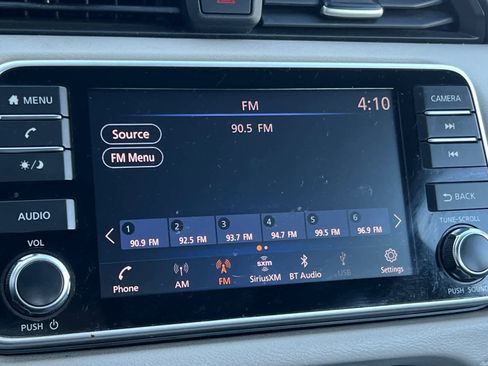 MENU
AUDIO
VOL
PUSH
FM
4:10
90.5 FM
Source
FM Menu
1 2 3 4 5 6
90.9 FM 92.5 FM 93.7 FM 94.7 FM 99.5 FM 96.9 FM
Phone AM FM sxm SiriusXM BT Audio USB Settings
CAMERA
BACK
TUNE-SCROLL
PUSH SOUND